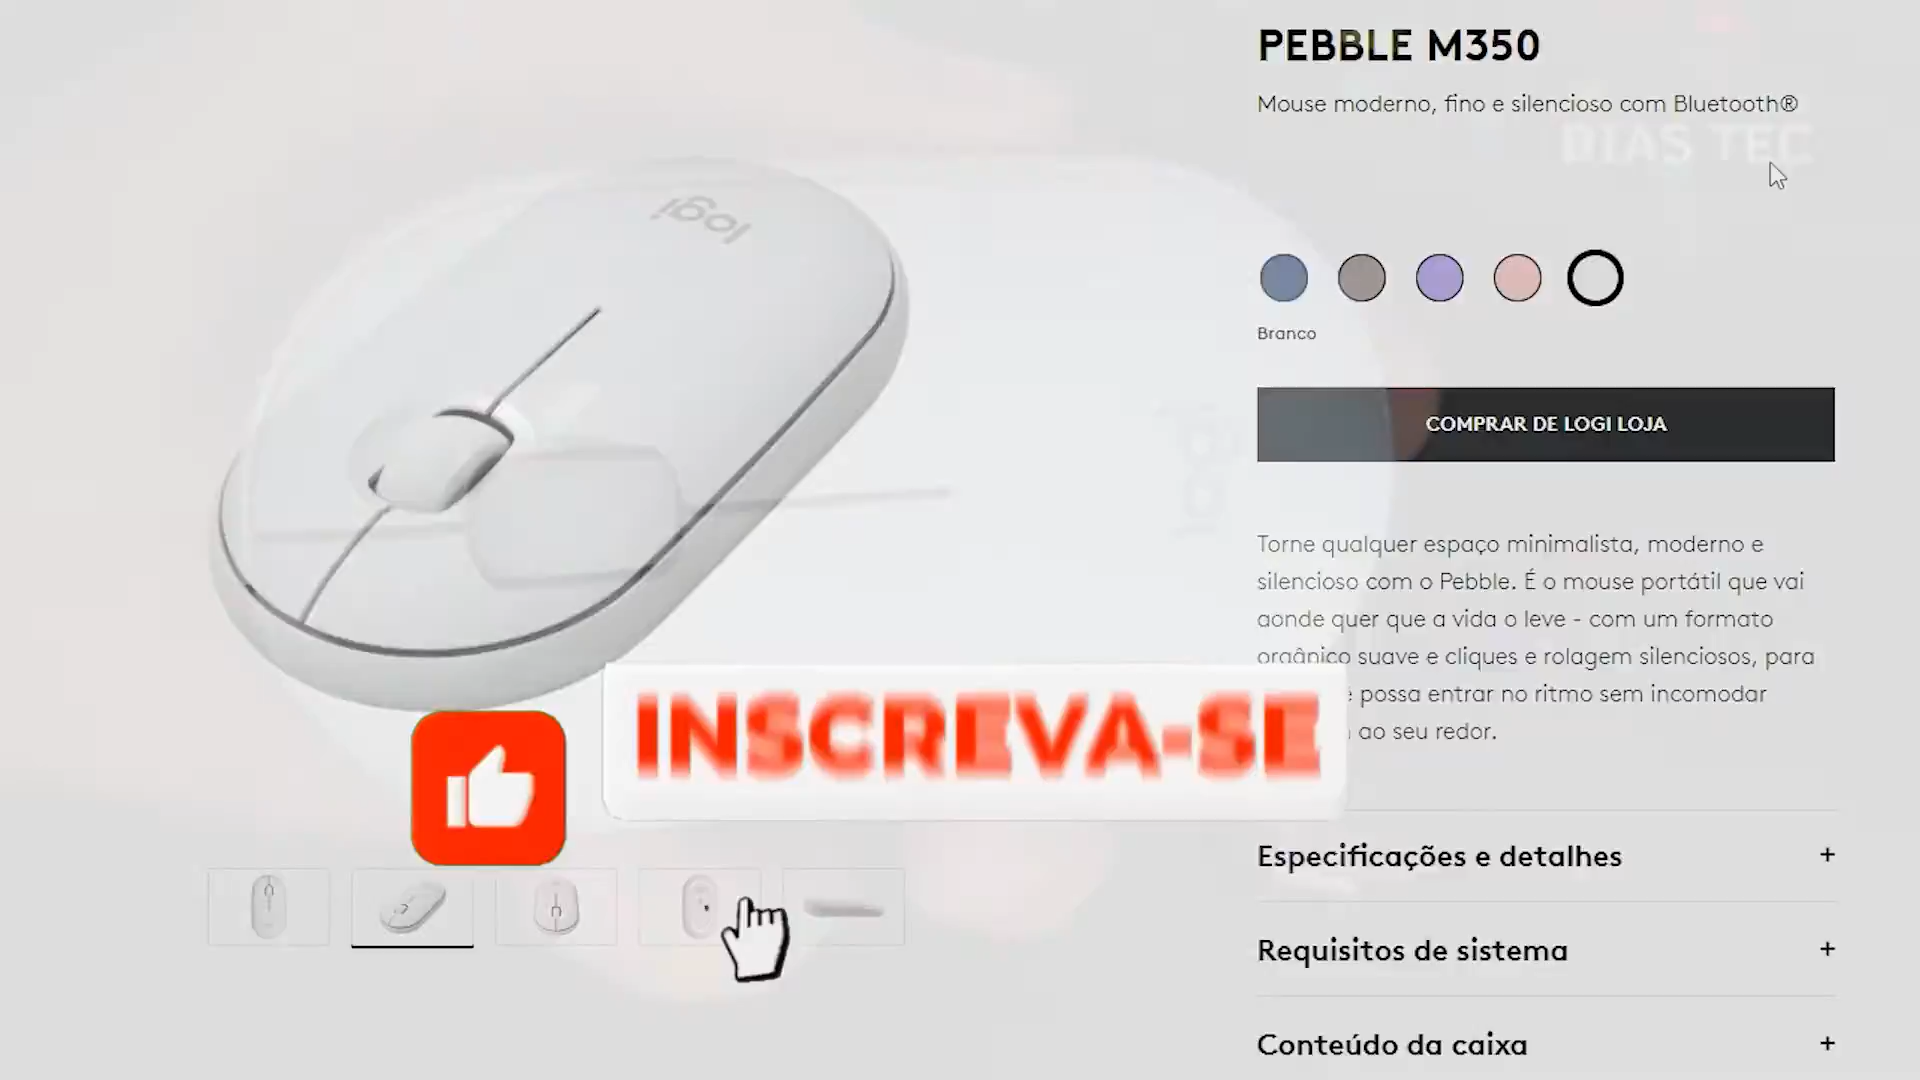 PEBBLE M350
Mouse moderno, fino e silencioso com Bluetooth®
DIAS TEC
logi
logi
Branco
COMPRAR DE LOGI LOJA
Torne qualquer espaço minimalista, moderno e
silencioso com o Pebble. É o mouse portátil que vai
aonde quer que a vida o leve - com um formato
orgânico suave e cliques e rolagem silenciosos, para
possa entrar no ritmo sem incomodar
ao seu redor.
INSCREVA-SE
Especificações e detalhes +
Requisitos de sistema +
Conteúdo da caixa +